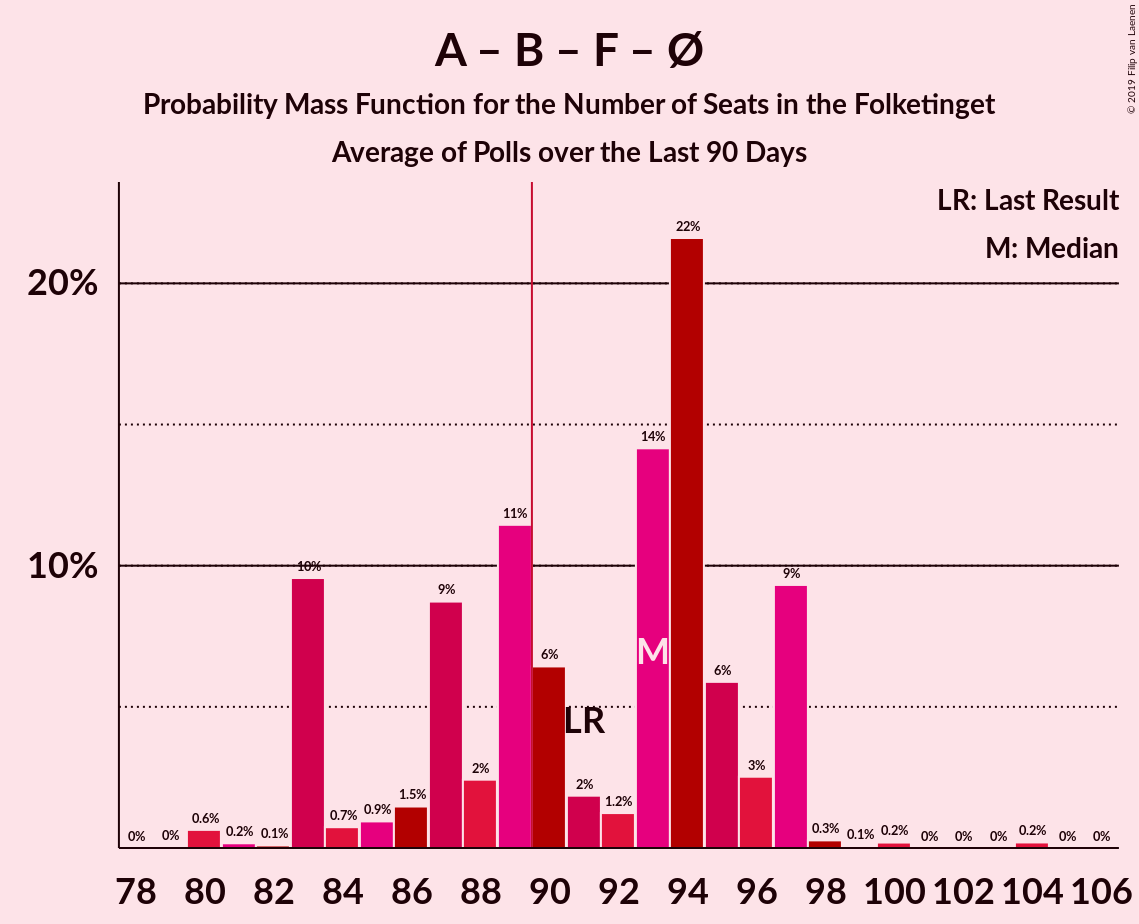 A – B – F – Ø
Probability Mass Function for the Number of Seats in the Folketinget
Average of Polls over the Last 90 Days
© 2019 Filip van Laenen
LR: Last Result
M: Median
20%
10%
0% 0% 0.6% 0.2% 0.1% 10% 0.7% 0.9% 1.5% 9% 2% 11% 6% 2% 1.2% 14% 22% 6% 3% 9% 0.3% 0.1% 0.2% 0% 0% 0% 0.2% 0% 0%
M
LR
78 80 82 84 86 88 90 92 94 96 98 100 102 104 106